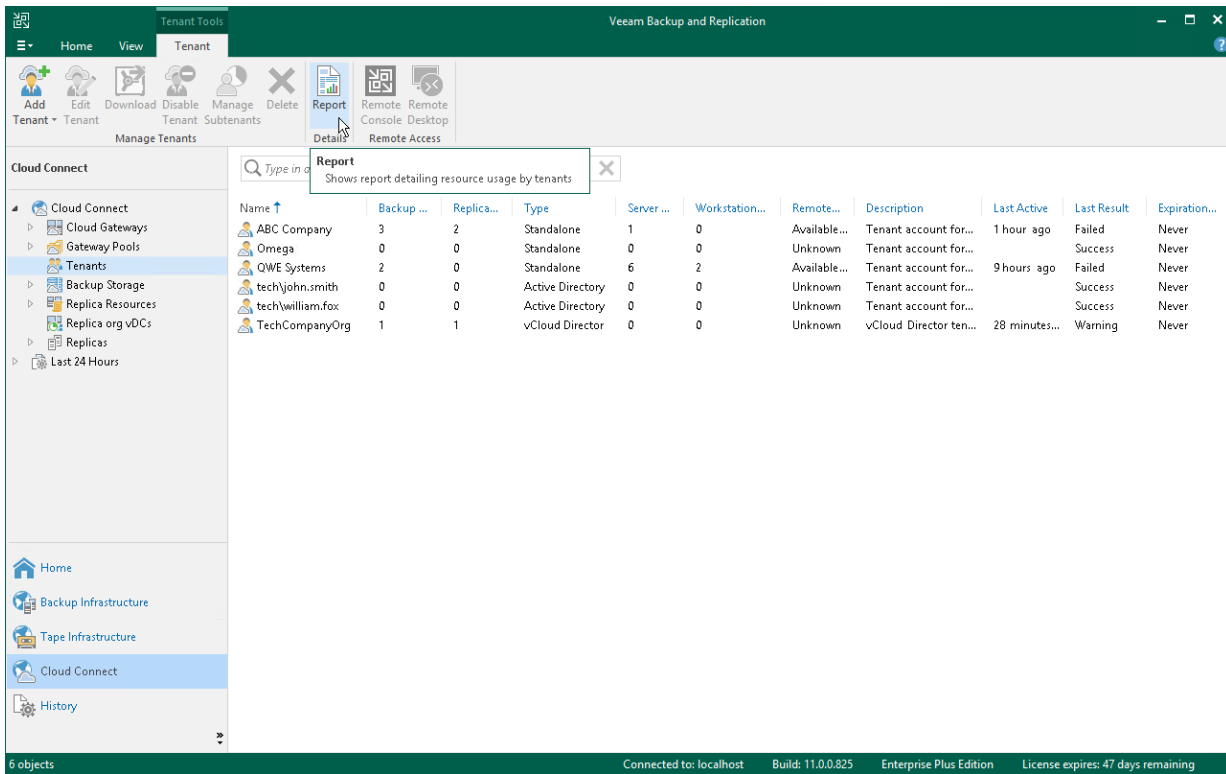 Tenant Tools
Veeam Backup and Replication
Home View Tenant
Add Tenant
Edit Tenant
Download
Disable Tenant
Manage Subtenants
Delete
Report
Remote Console
Remote Desktop
Manage Tenants
Details
Remote Access
Cloud Connect
Type in a
Report
Shows report detailing resource usage by tenants
Cloud Connect
Cloud Gateways
Gateway Pools
Tenants
Backup Storage
Replica Resources
Replica org vDCs
Replicas
Last 24 Hours
Name Backup ... Replica... Type Server ... Workstation... Remote... Description Last Active Last Result Expiration...
ABC Company 3 2 Standalone 1 0 Available... Tenant account for... 1 hour ago Failed Never
Omega 0 0 Standalone 0 0 Unknown Tenant account for... Success Never
QWE Systems 2 0 Standalone 6 2 Available... Tenant account for... 9 hours ago Failed Never
tech\john.smith 0 0 Active Directory 0 0 Unknown Tenant account for... Success Never
tech\william.fox 0 0 Active Directory 0 0 Unknown Tenant account for... Success Never
TechCompanyOrg 1 1 vCloud Director 0 0 Unknown vCloud Director ten... 28 minutes... Warning Never
Home
Backup Infrastructure
Tape Infrastructure
Cloud Connect
History
6 objects
Connected to: localhost Build: 11.0.0.825 Enterprise Plus Edition License expires: 47 days remaining